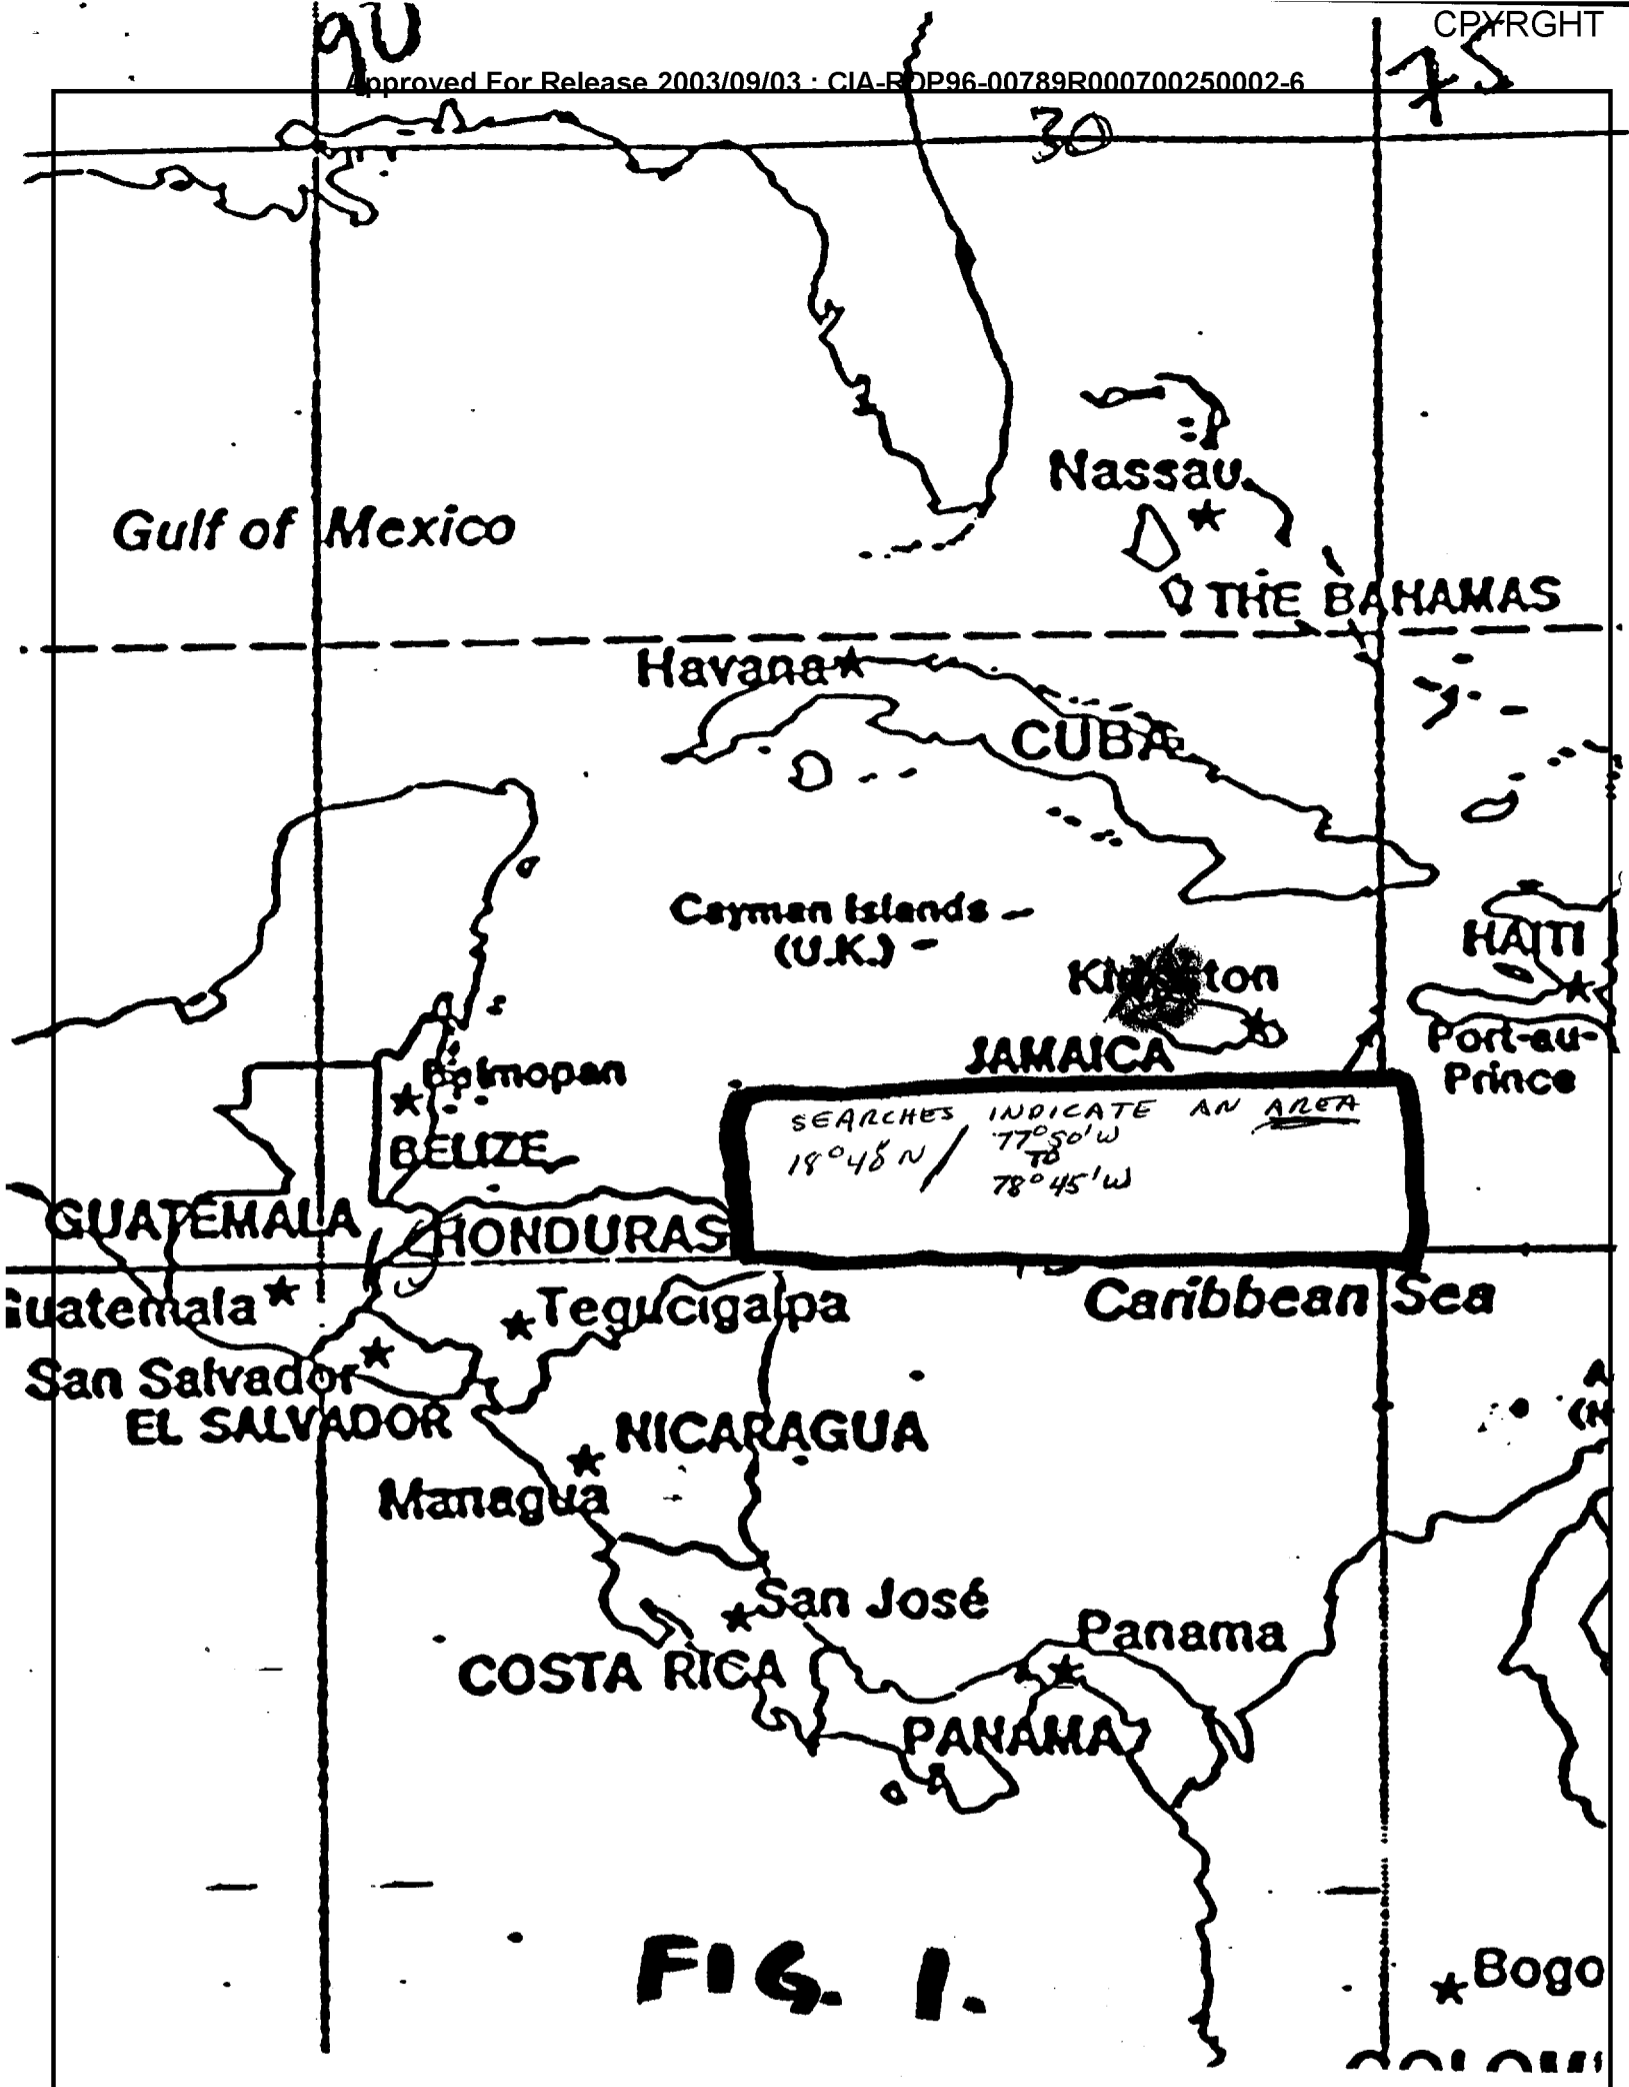 CPYRGHT
90
75
Approved For Release 2003/09/03 : CIA-RDP96-00789R000700250002-6
30
Nassau
Gulf of Mexico
THE BAHAMAS
Havana
CUBA
Cayman Islands
(U.K.)
HAITI
Kingston
Port-au-
Prince
JAMAICA
Belmopan
SEARCHES INDICATE AN AREA
77°50'W
18°48'N / TO
78°45'W
BELIZE
GUATEMALA
HONDURAS
15
Guatemala
Tegucigalpa
Caribbean Sea
San Salvador
EL SALVADOR
NICARAGUA
Managua
San José
Panama
COSTA RICA
PANAMA
FIG. 1.
Bogo